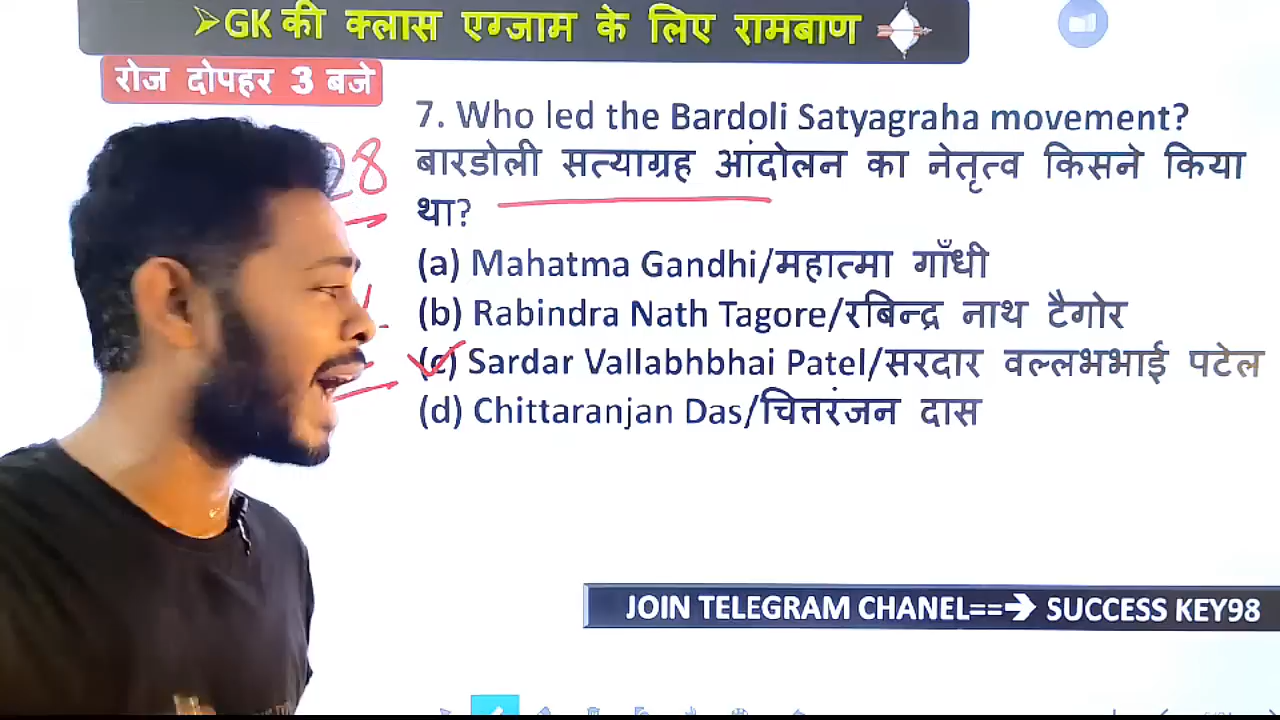 ➢GK की क्लास एग्जाम के लिए रामबाण
रोज दोपहर 3 बजे
28
7. Who led the Bardoli Satyagraha movement?
बारडोली सत्याग्रह आंदोलन का नेतृत्व किसने किया
था?
(a) Mahatma Gandhi/महात्मा गाँधी
(b) Rabindra Nath Tagore/रबिन्द्र नाथ टैगोर
(c) Sardar Vallabhbhai Patel/सरदार वल्लभभाई पटेल
(d) Chittaranjan Das/चित्तरंजन दास
JOIN TELEGRAM CHANEL==➔ SUCCESS KEY98